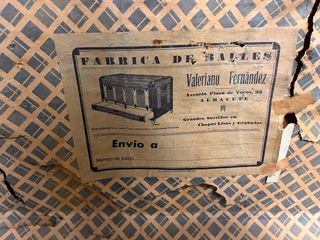 FABRICA DE BAULES
Valeriano Fernández
Avenida Plaza de Toros, 33
ALBACETE
Grandes Surtidos en
Chapas Lisas y Grabadas
Envío a
Número de bultos